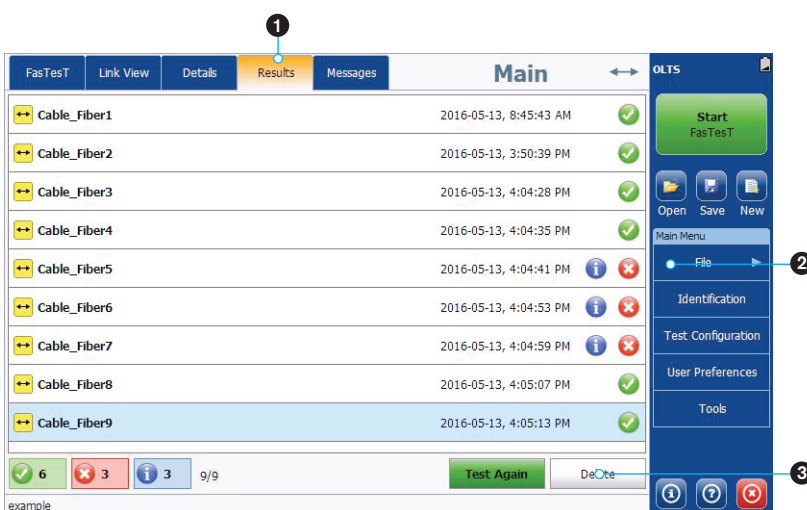 1
FasTesT Link View Details Results Messages Main OLTS
Cable_Fiber1 2016-05-13, 8:45:43 AM
Start
FasTesT
Cable_Fiber2 2016-05-13, 3:50:39 PM
Cable_Fiber3 2016-05-13, 4:04:28 PM
Open Save New
Cable_Fiber4 2016-05-13, 4:04:35 PM
Main Menu
Cable_Fiber5 2016-05-13, 4:04:41 PM i File 2
Cable_Fiber6 2016-05-13, 4:04:53 PM i Identification
Cable_Fiber7 2016-05-13, 4:04:59 PM i Test Configuration
Cable_Fiber8 2016-05-13, 4:05:07 PM User Preferences
Cable_Fiber9 2016-05-13, 4:05:13 PM Tools
6 3 i 3 9/9 Test Again Delete 3
i ?
example